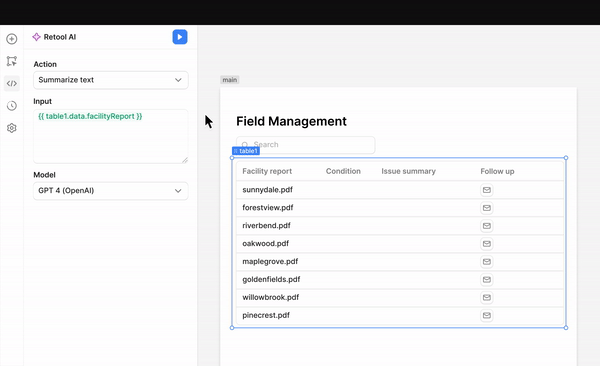 Retool AI
Action
Summarize text
Input
{{ table1.data.facilityReport }}
Model
GPT 4 (OpenAI)
main
Field Management
Search
table1
Facility report Condition Issue summary Follow up
sunnydale.pdf
forestview.pdf
riverbend.pdf
oakwood.pdf
maplegrove.pdf
goldenfields.pdf
willowbrook.pdf
pinecrest.pdf